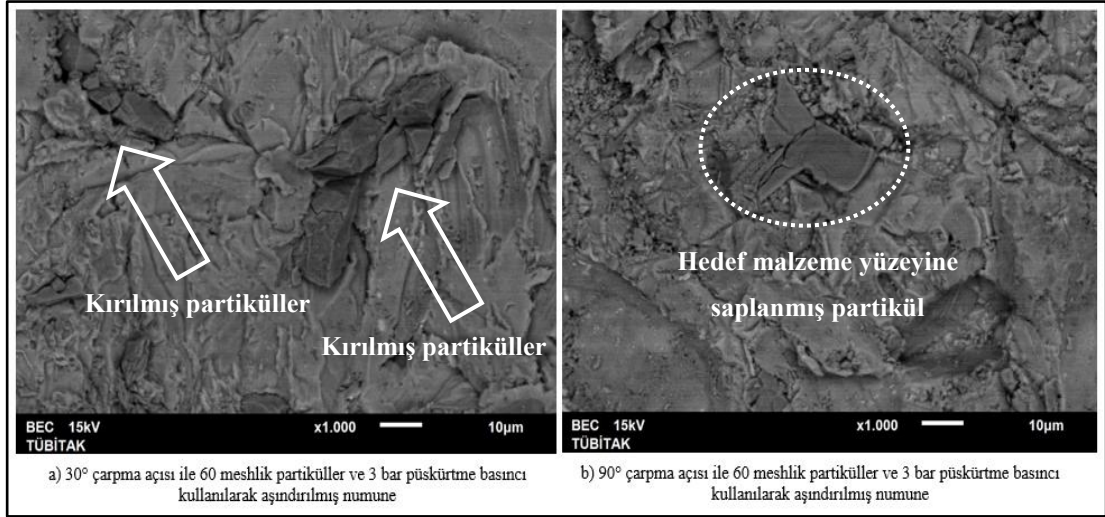 Kırılmış partiküller
Kırılmış partiküller
BEC 15kV x1.000 10µm
TÜBİTAK
a) 30° çarpma açısı ile 60 meshlik partiküller ve 3 bar püskürtme basıncı
kullanılarak aşındırılmış numune
Hedef malzeme yüzeyine
saplanmış partikül
BEC 15kV x1.000 10µm
TÜBİTAK
b) 90° çarpma açısı ile 60 meshlik partiküller ve 3 bar püskürtme basıncı
kullanılarak aşındırılmış numune